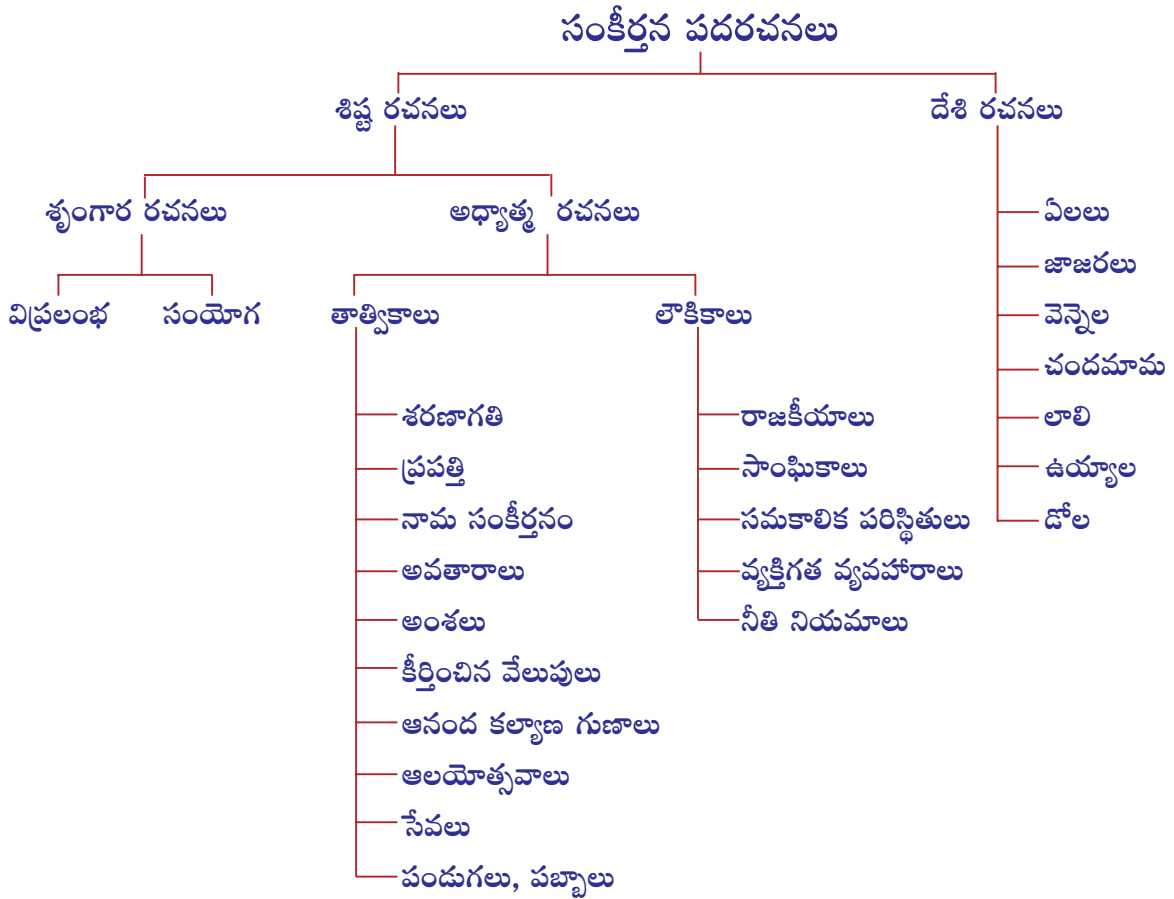 సంకీర్తన పదరచనలు
శిష్ట రచనలు
దేశి రచనలు
శృంగార రచనలు
అధ్యాత్మ రచనలు
విప్రలంభ
సంయోగ
తాత్వికాలు
శరణాగతి
ప్రపత్తి
నామ సంకీర్తనం
అవతారాలు
అంశలు
కీర్తించిన వేలుపులు
ఆనంద కల్యాణ గుణాలు
ఆలయోత్సవాలు
సేవలు
పండుగలు, పబ్బాలు
లౌకికాలు
రాజకీయాలు
సాంఘికాలు
సమకాలిక పరిస్థితులు
వ్యక్తిగత వ్యవహారాలు
నీతి నియమాలు
ఏలలు
జాజరలు
వెన్నెల
చందమామ
లాలి
ఉయ్యాల
డోల